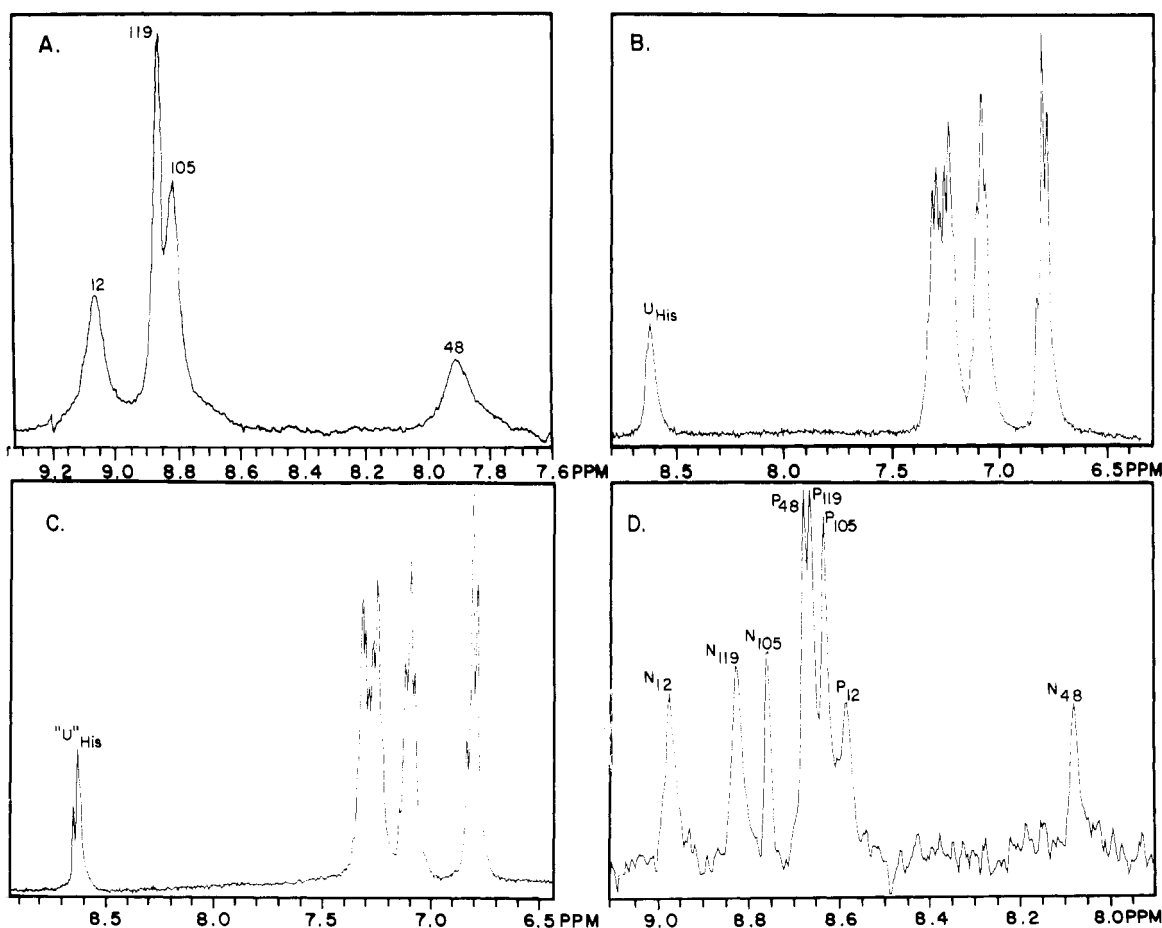 A.
119
105
12
48
9.2 9.0 8.8 8.6 8.4 8.2 8.0 7.8 7.6 PPM
B.
U His
8.5 8.0 7.5 7.0 6.5 PPM
C.
"U" His
8.5 8.0 7.5 7.0 6.5 PPM
D.
P48 P119
P105
N12 N119 N105
P12
N48
9.0 8.8 8.6 8.4 8.2 8.0 PPM